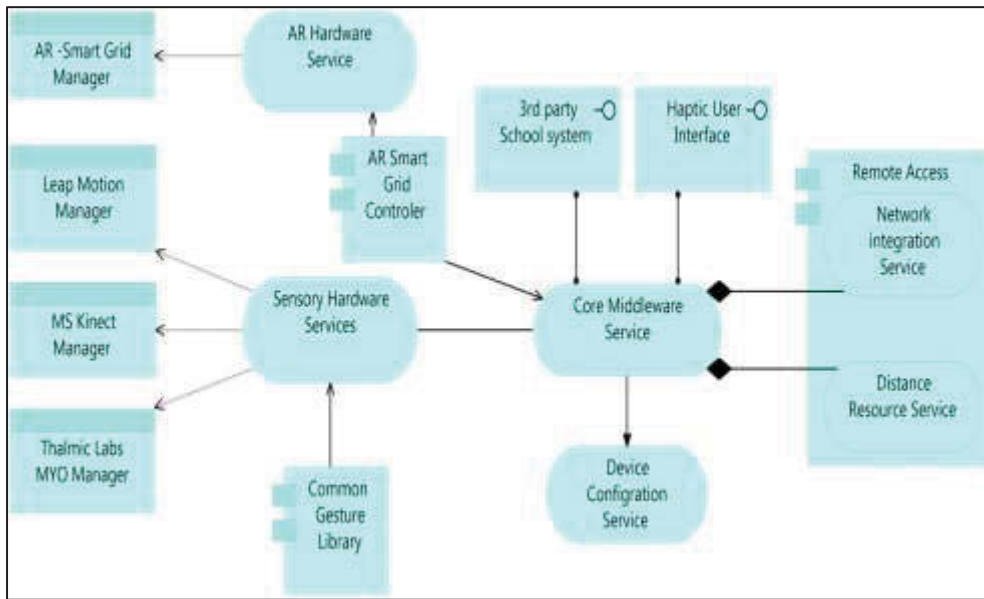 AR -Smart Grid
Manager
AR Hardware
Service
3rd party
School system
Haptic User
Interface
Leap Motion
Manager
AR Smart
Grid
Controler
Remote Access
Network
integration
Service
Sensory Hardware
Services
Core Middleware
Service
MS Kinect
Manager
Distance
Resource Service
Thalmic Labs
MYO Manager
Common
Gesture
Library
Device
Configration
Service